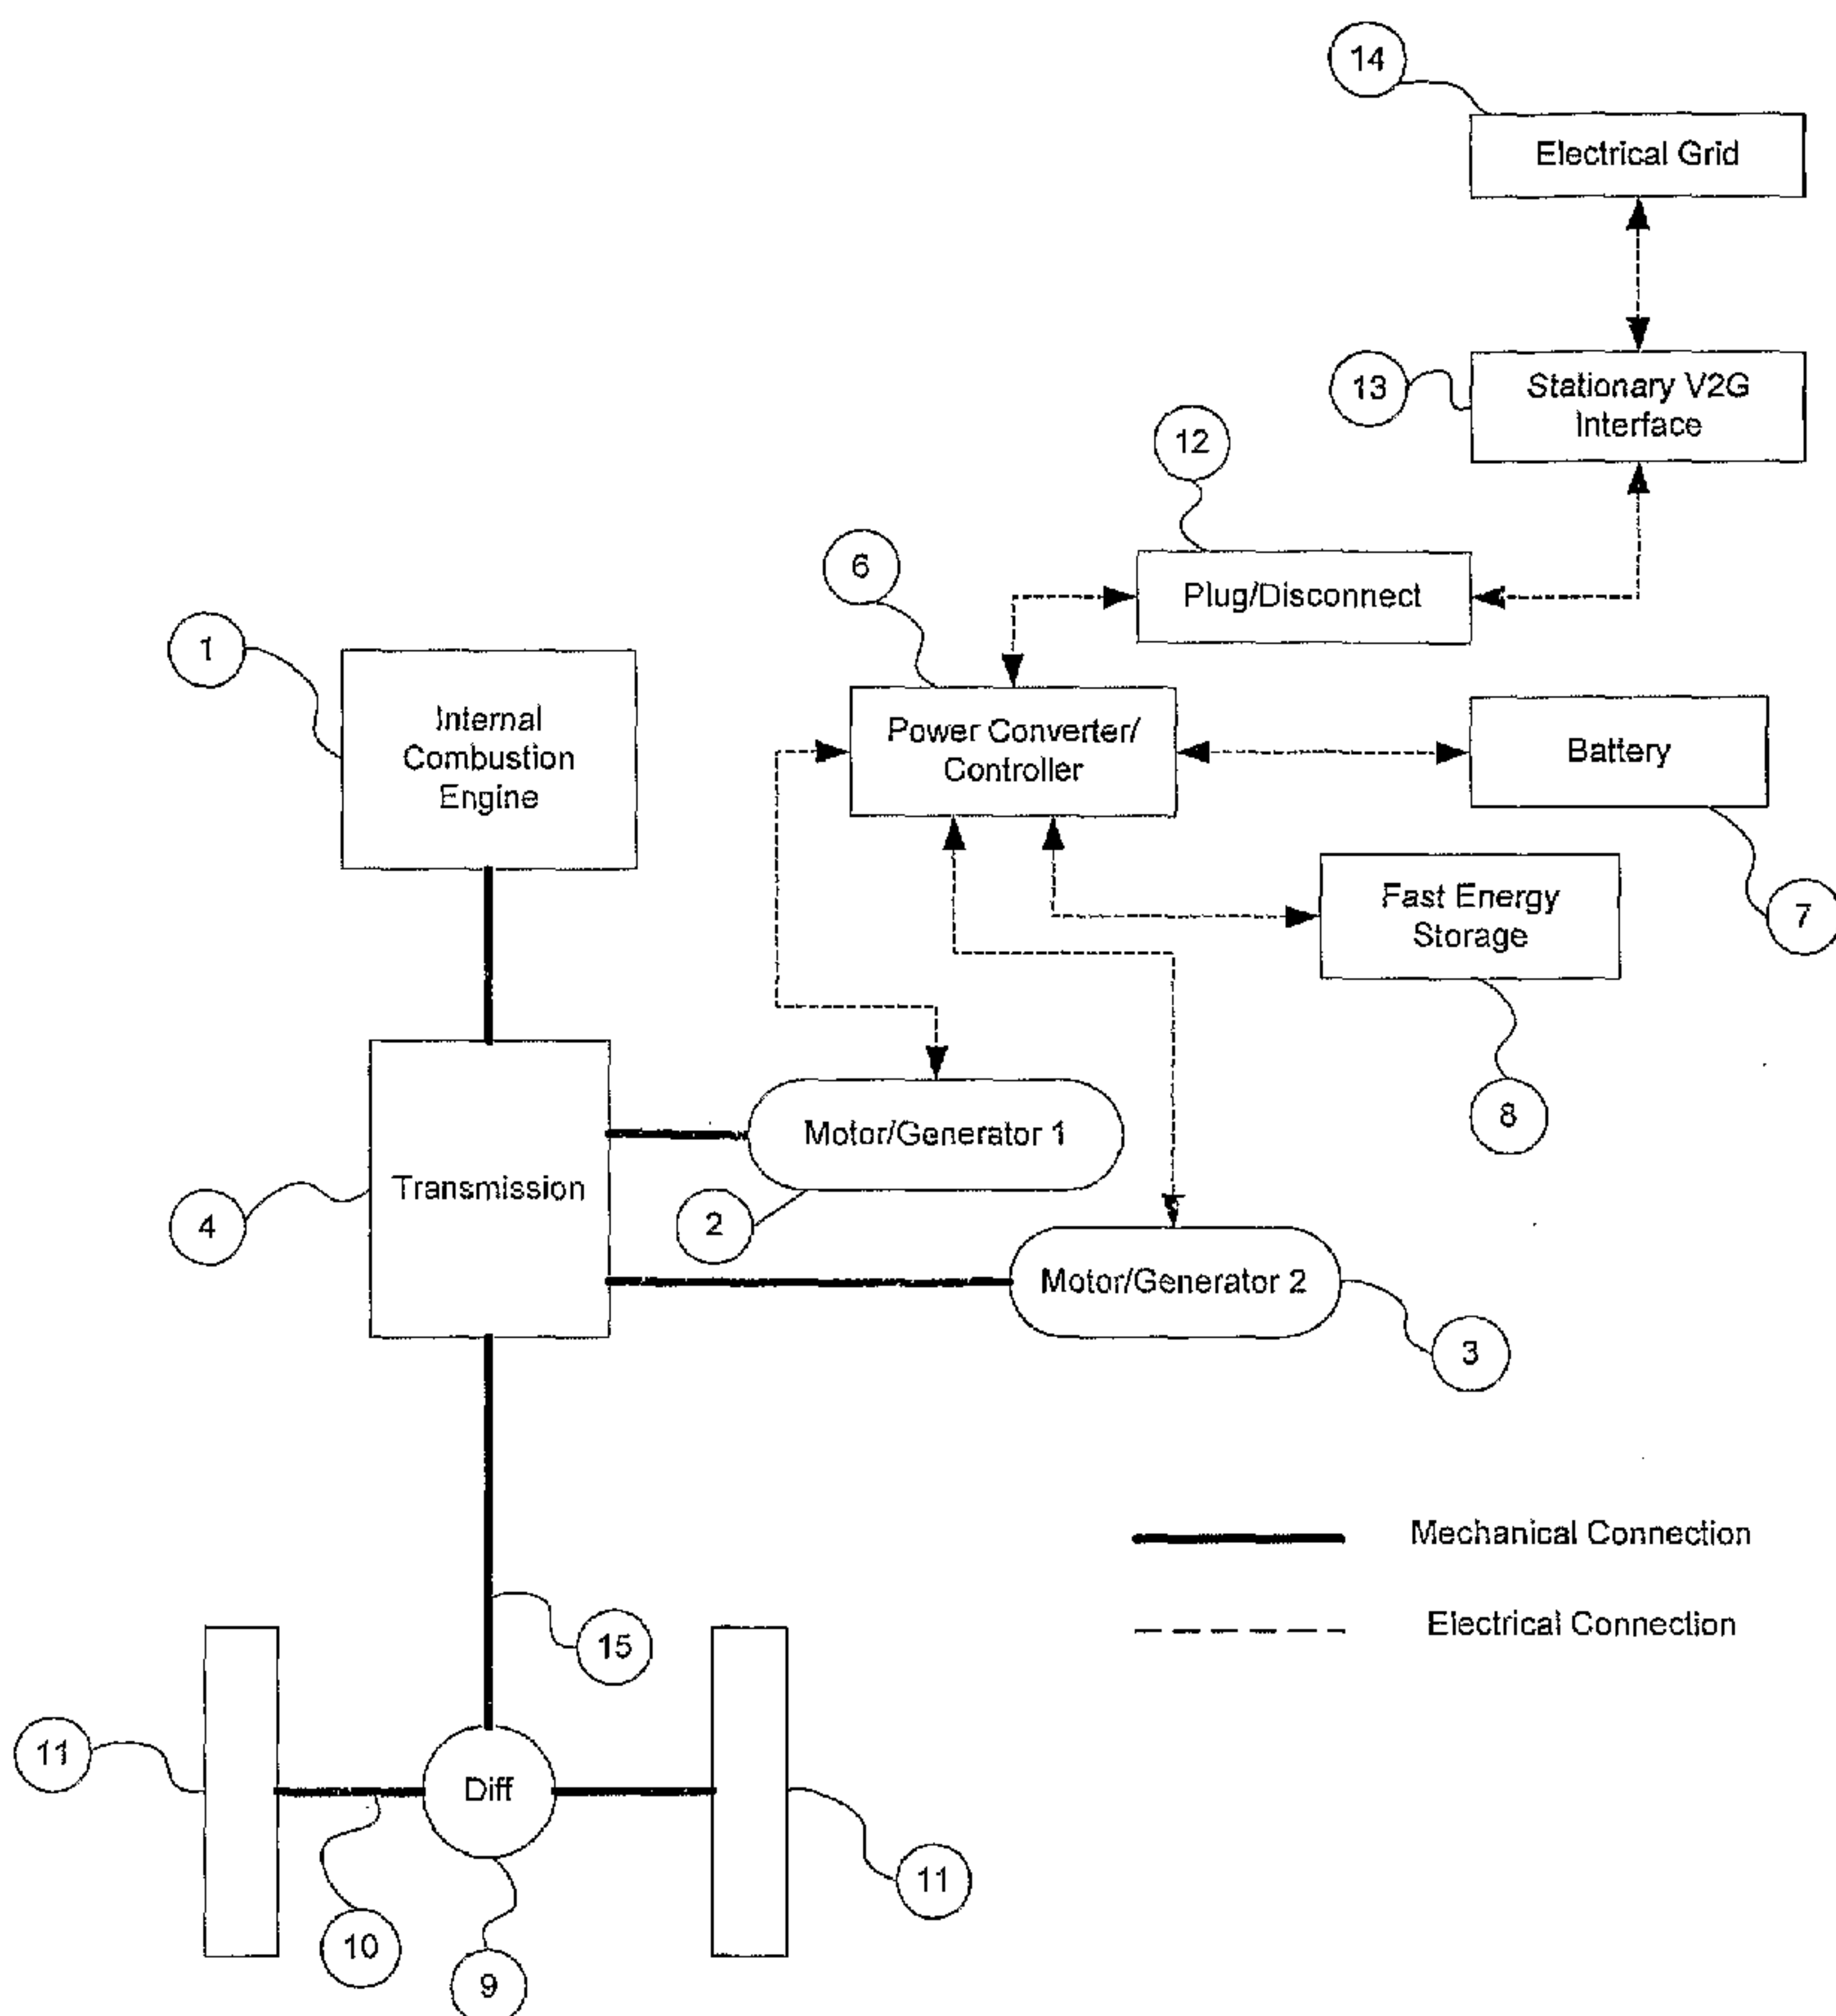 14
Electrical Grid
13
Stationary V2G
Interface
12
6
Plug/Disconnect
1
Internal
Combustion
Engine
Power Converter/
Controller
Battery
Fast Energy
Storage
7
8
Motor/Generator 1
Transmission
4
2
Motor/Generator 2
3
Mechanical Connection
Electrical Connection
15
11
Diff
11
10
9